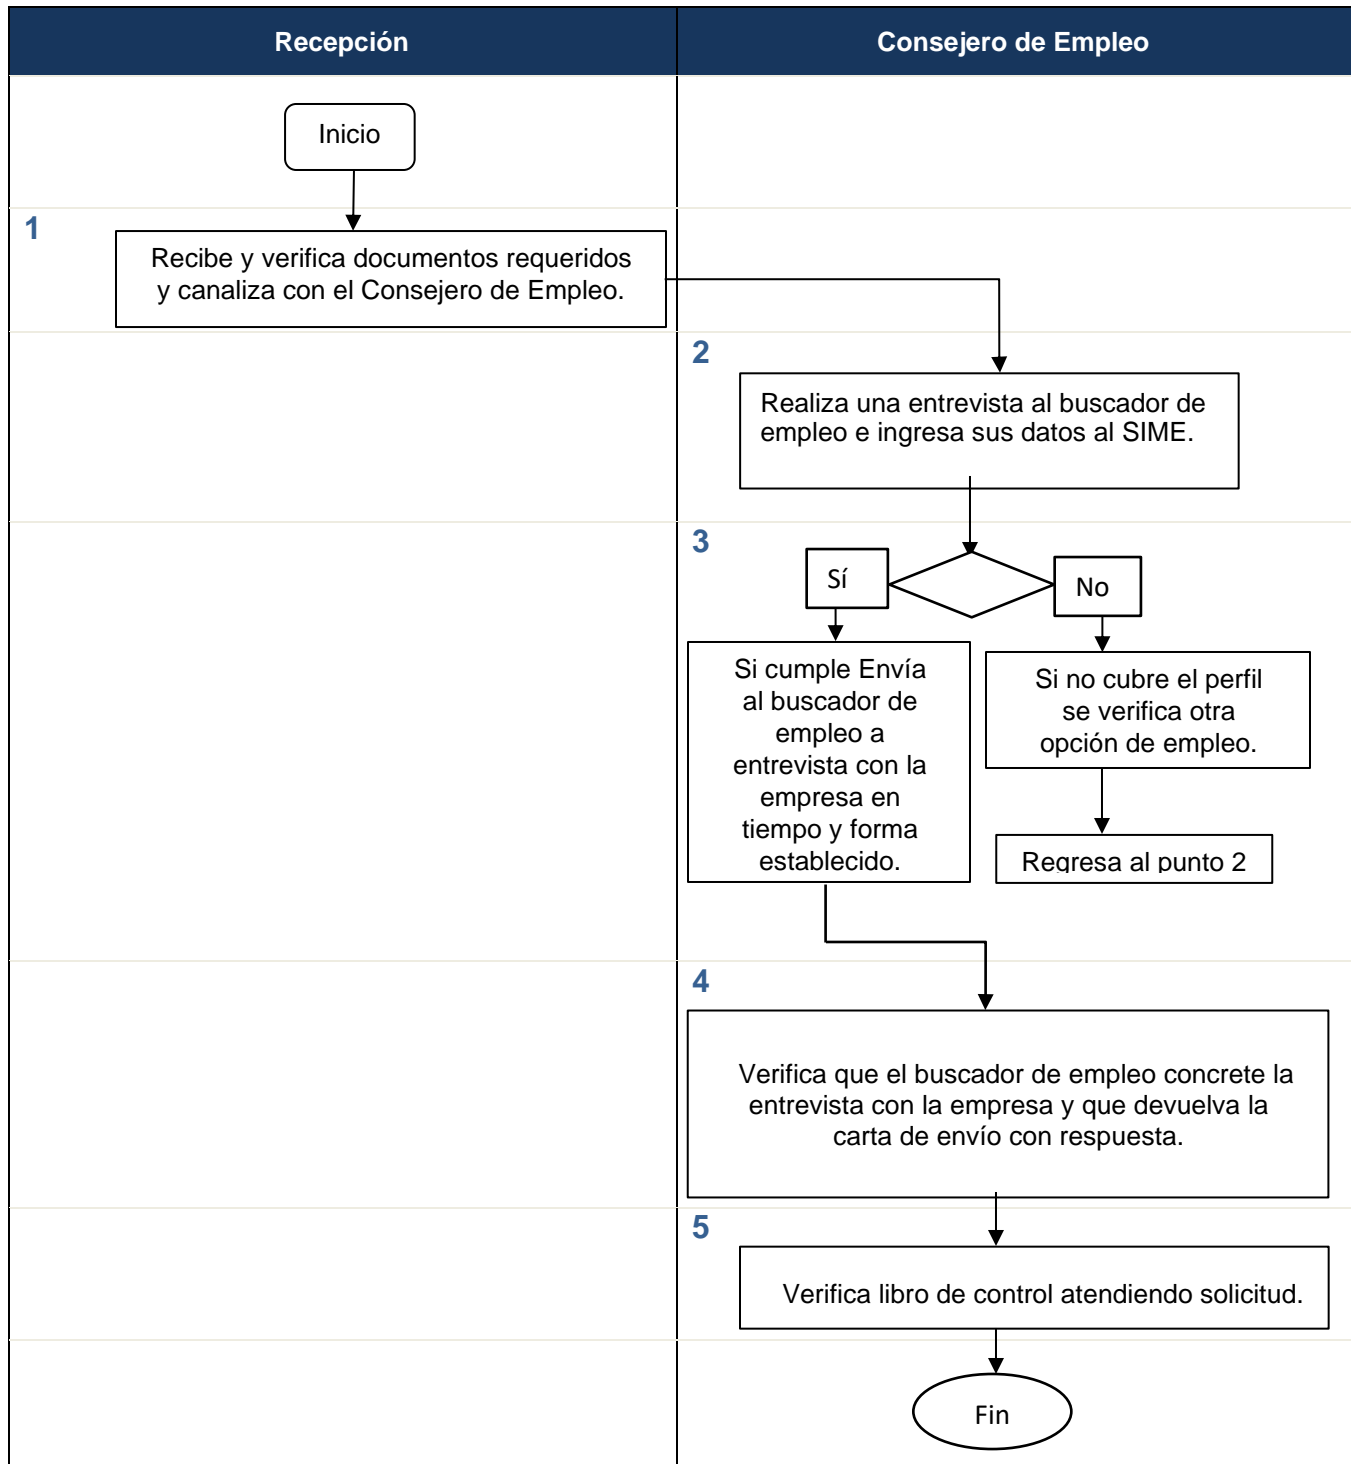 Recepción
Consejero de Empleo
Inicio
1
Recibe y verifica documentos requeridos
y canaliza con el Consejero de Empleo.
2
Realiza una entrevista al buscador de
empleo e ingresa sus datos al SIME.
3
Sí
No
Si cumple Envía
al buscador de
empleo a
entrevista con la
empresa en
tiempo y forma
establecido.
Si no cubre el perfil
se verifica otra
opción de empleo.
Regresa al punto 2
4
Verifica que el buscador de empleo concrete la
entrevista con la empresa y que devuelva la
carta de envío con respuesta.
5
Verifica libro de control atendiendo solicitud.
Fin